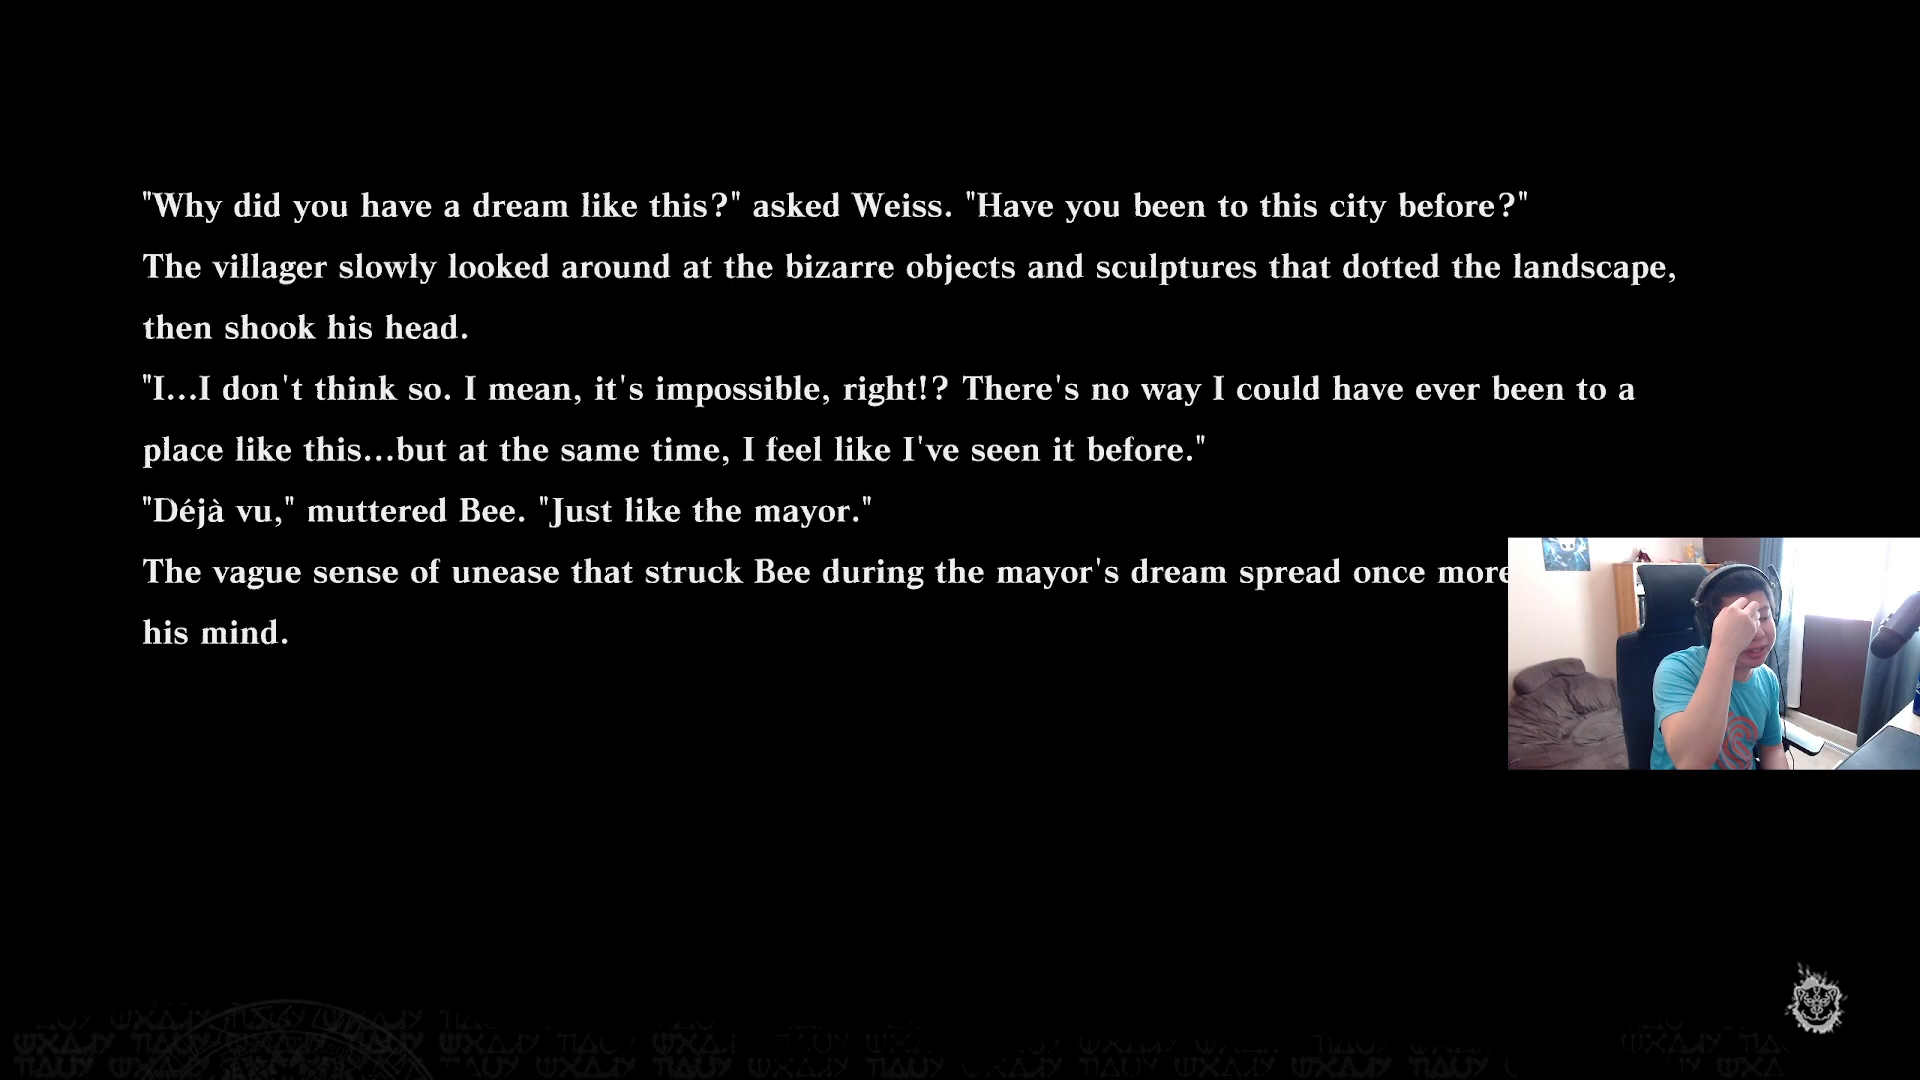 "Why did you have a dream like this?" asked Weiss. "Have you been to this city before?"
The villager slowly looked around at the bizarre objects and sculptures that dotted the landscape,
then shook his head.
"I...I don't think so. I mean, it's impossible, right!? There's no way I could have ever been to a
place like this...but at the same time, I feel like I've seen it before."
"Déjà vu," muttered Bee. "Just like the mayor."
The vague sense of unease that struck Bee during the mayor's dream spread once more
his mind.